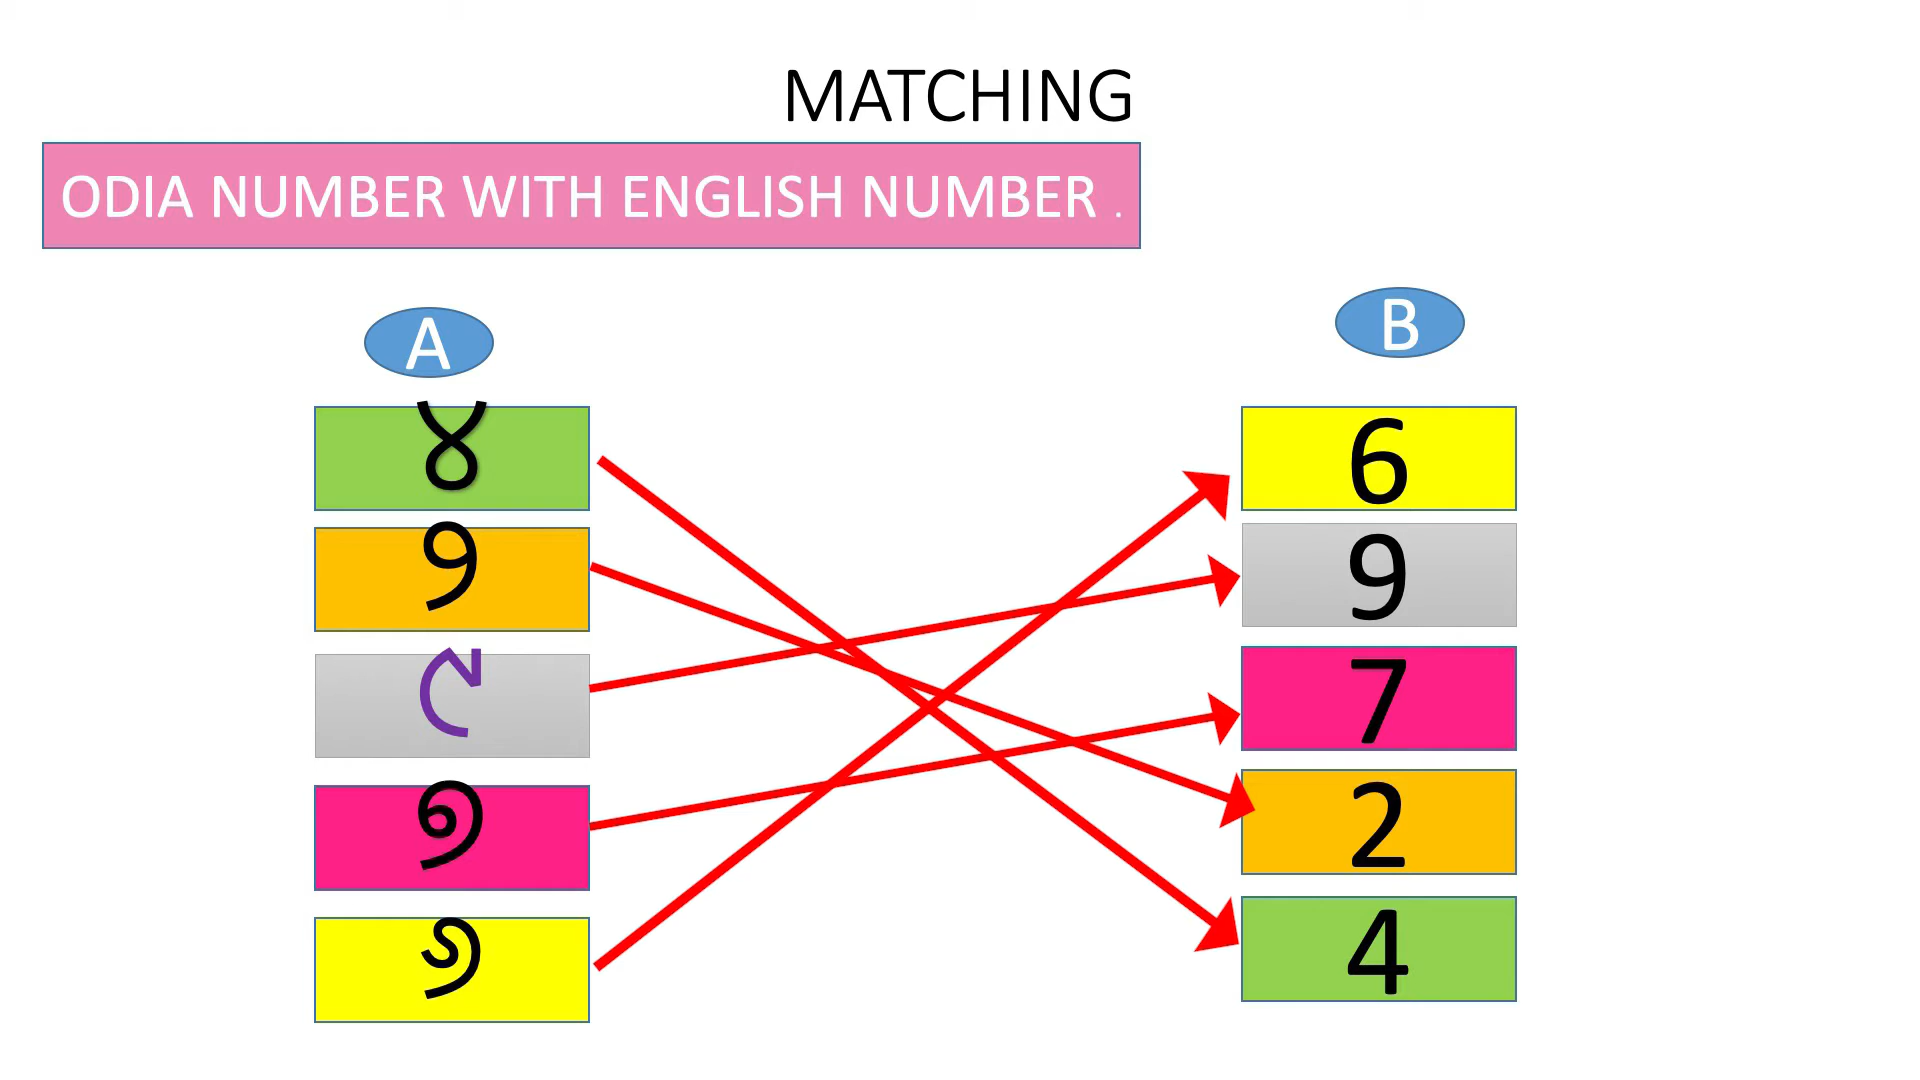 MATCHING
ODIA NUMBER WITH ENGLISH NUMBER .
A
B
୪
6
୨
9
୯
7
୭
2
୬
4